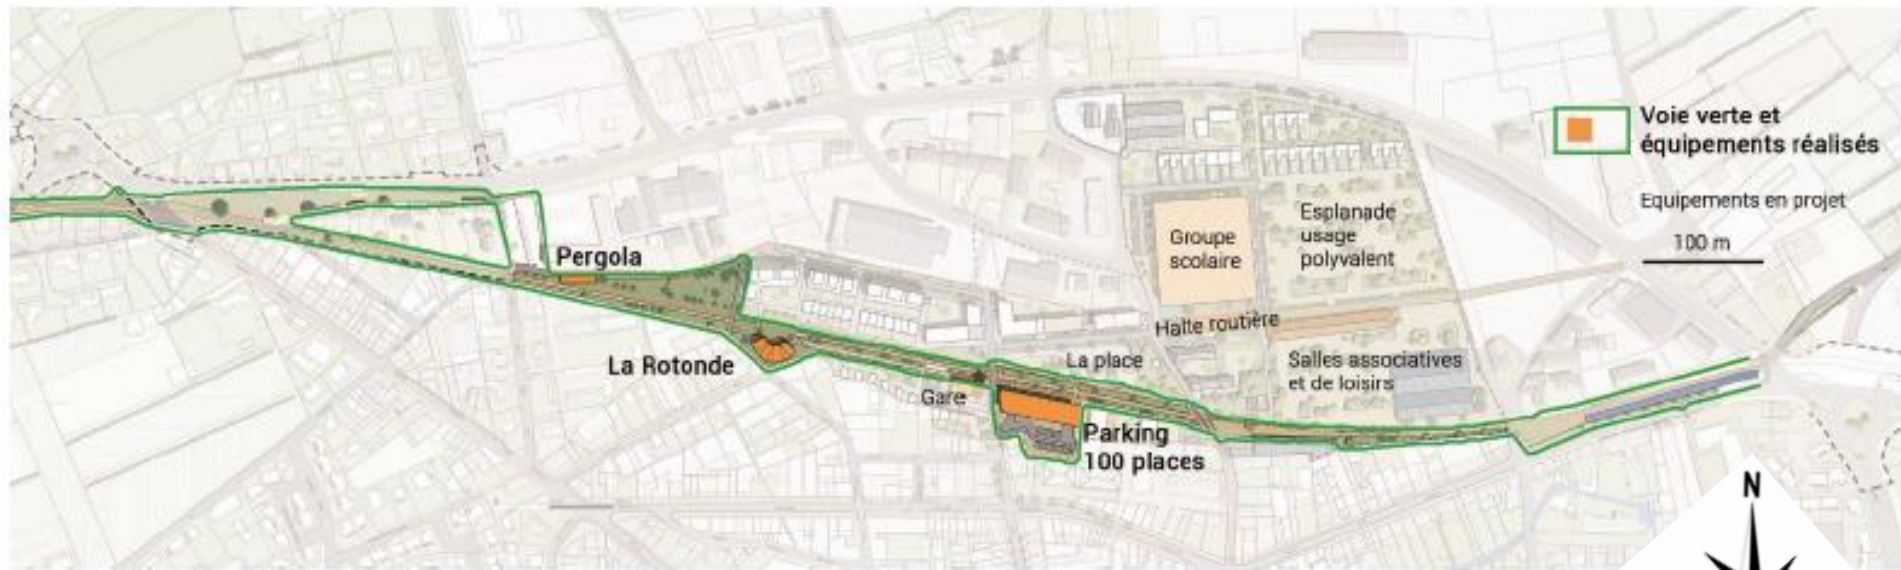 Voie verte et
équipements réalisés
Equipements en projet
100 m
Esplanade
usage
polyvalent
Groupe
scolaire
Pergola
Halte routière
La Rotonde
La place
Salles associatives
et de loisirs
Gare
Parking
100 places
N